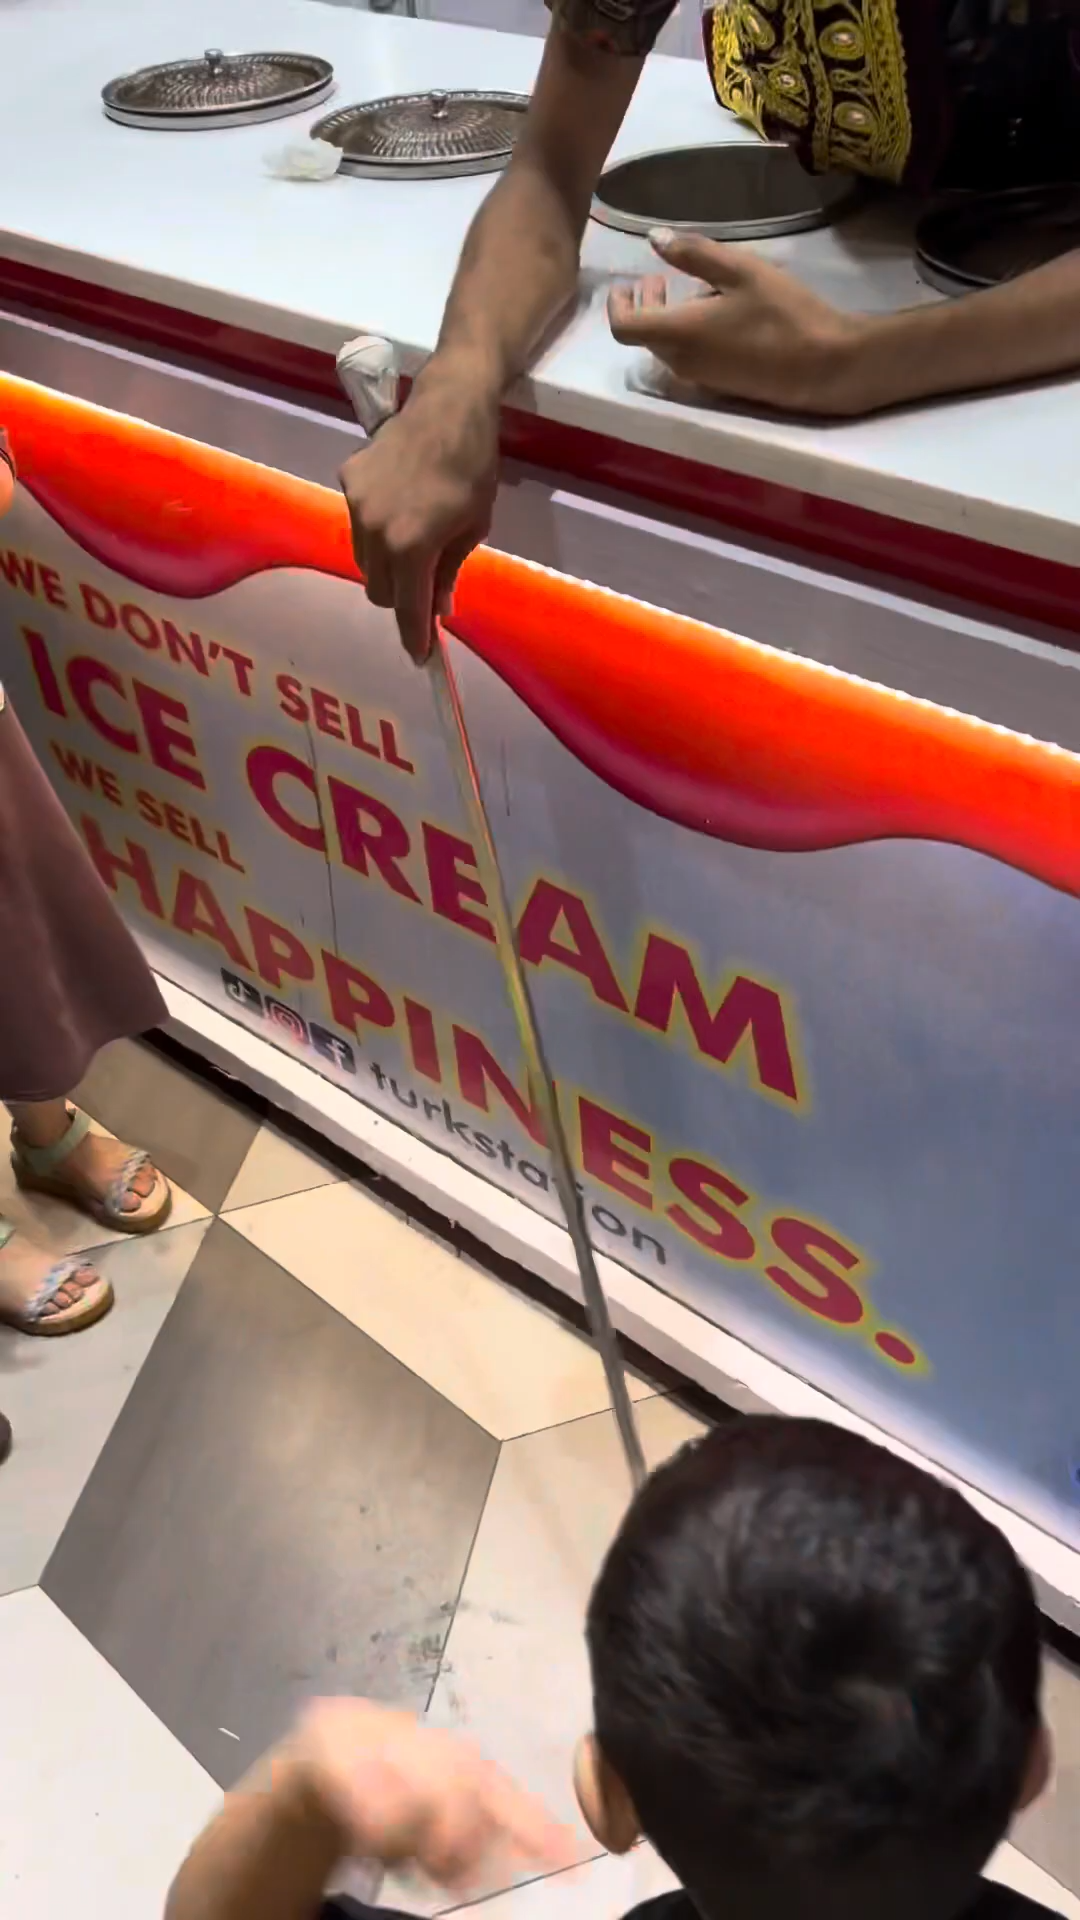 WE DON'T SELL
ICE CREAM
WE SELL
HAPPINESS.
turkstation